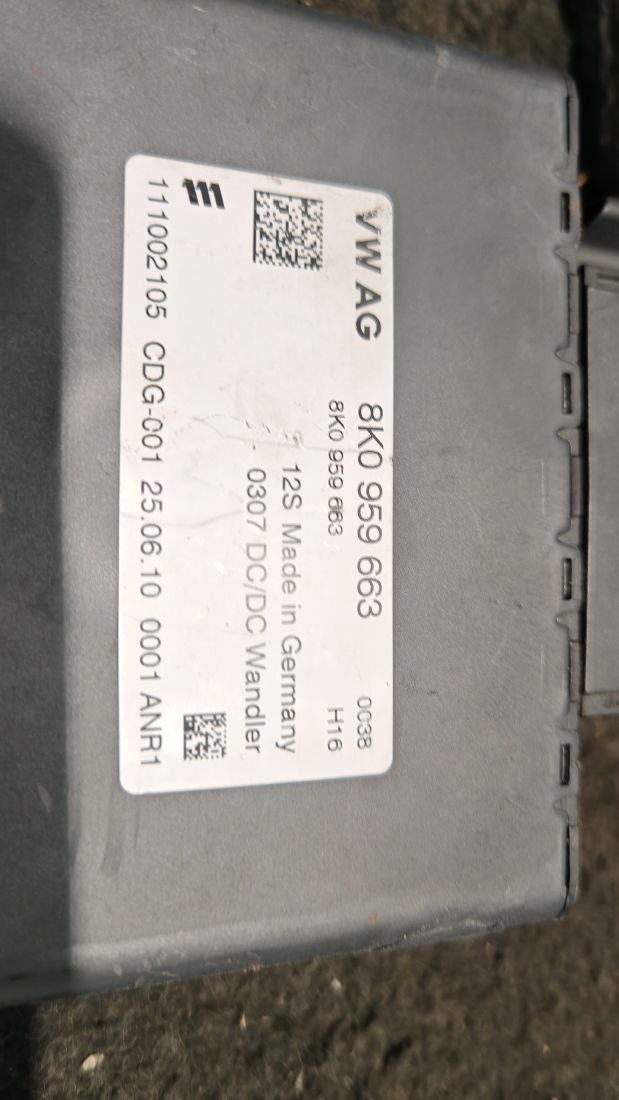 VW AG 8K0 959 663 0038
8K0 959 663 H16
12S Made in Germany
0307 DC/DC Wandler
111002105 CDG-001 25.06.10 0001 ANR1